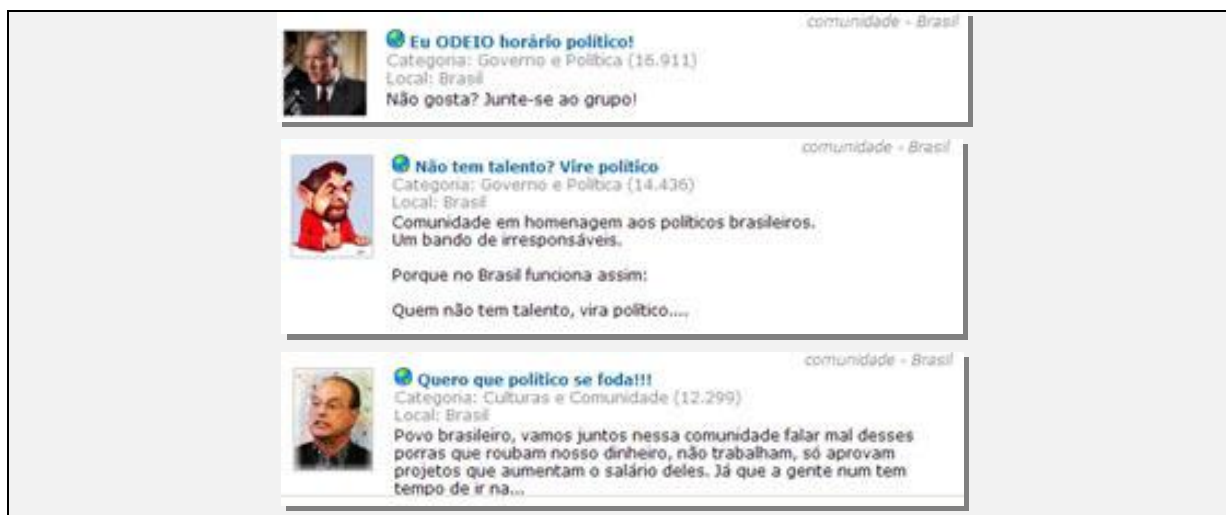 comunidade - Brasil
Eu ODEIO horário político!
Categoria: Governo e Política (16.911)
Local: Brasil
Não gosta? Junte-se ao grupo!
comunidade - Brasil
Não tem talento? Vire político
Categoria: Governo e Política (14.436)
Local: Brasil
Comunidade em homenagem aos políticos brasileiros.
Um bando de irresponsáveis.
Porque no Brasil funciona assim:
Quem não tem talento, vira político....
comunidade - Brasil
Quero que político se foda!!!
Categoria: Culturas e Comunidade (12.299)
Local: Brasil
Povo brasileiro, vamos juntos nessa comunidade falar mal desses
porras que roubam nosso dinheiro, não trabalham, só aprovam
projetos que aumentam o salário deles. Já que a gente num tem
tempo de ir na...